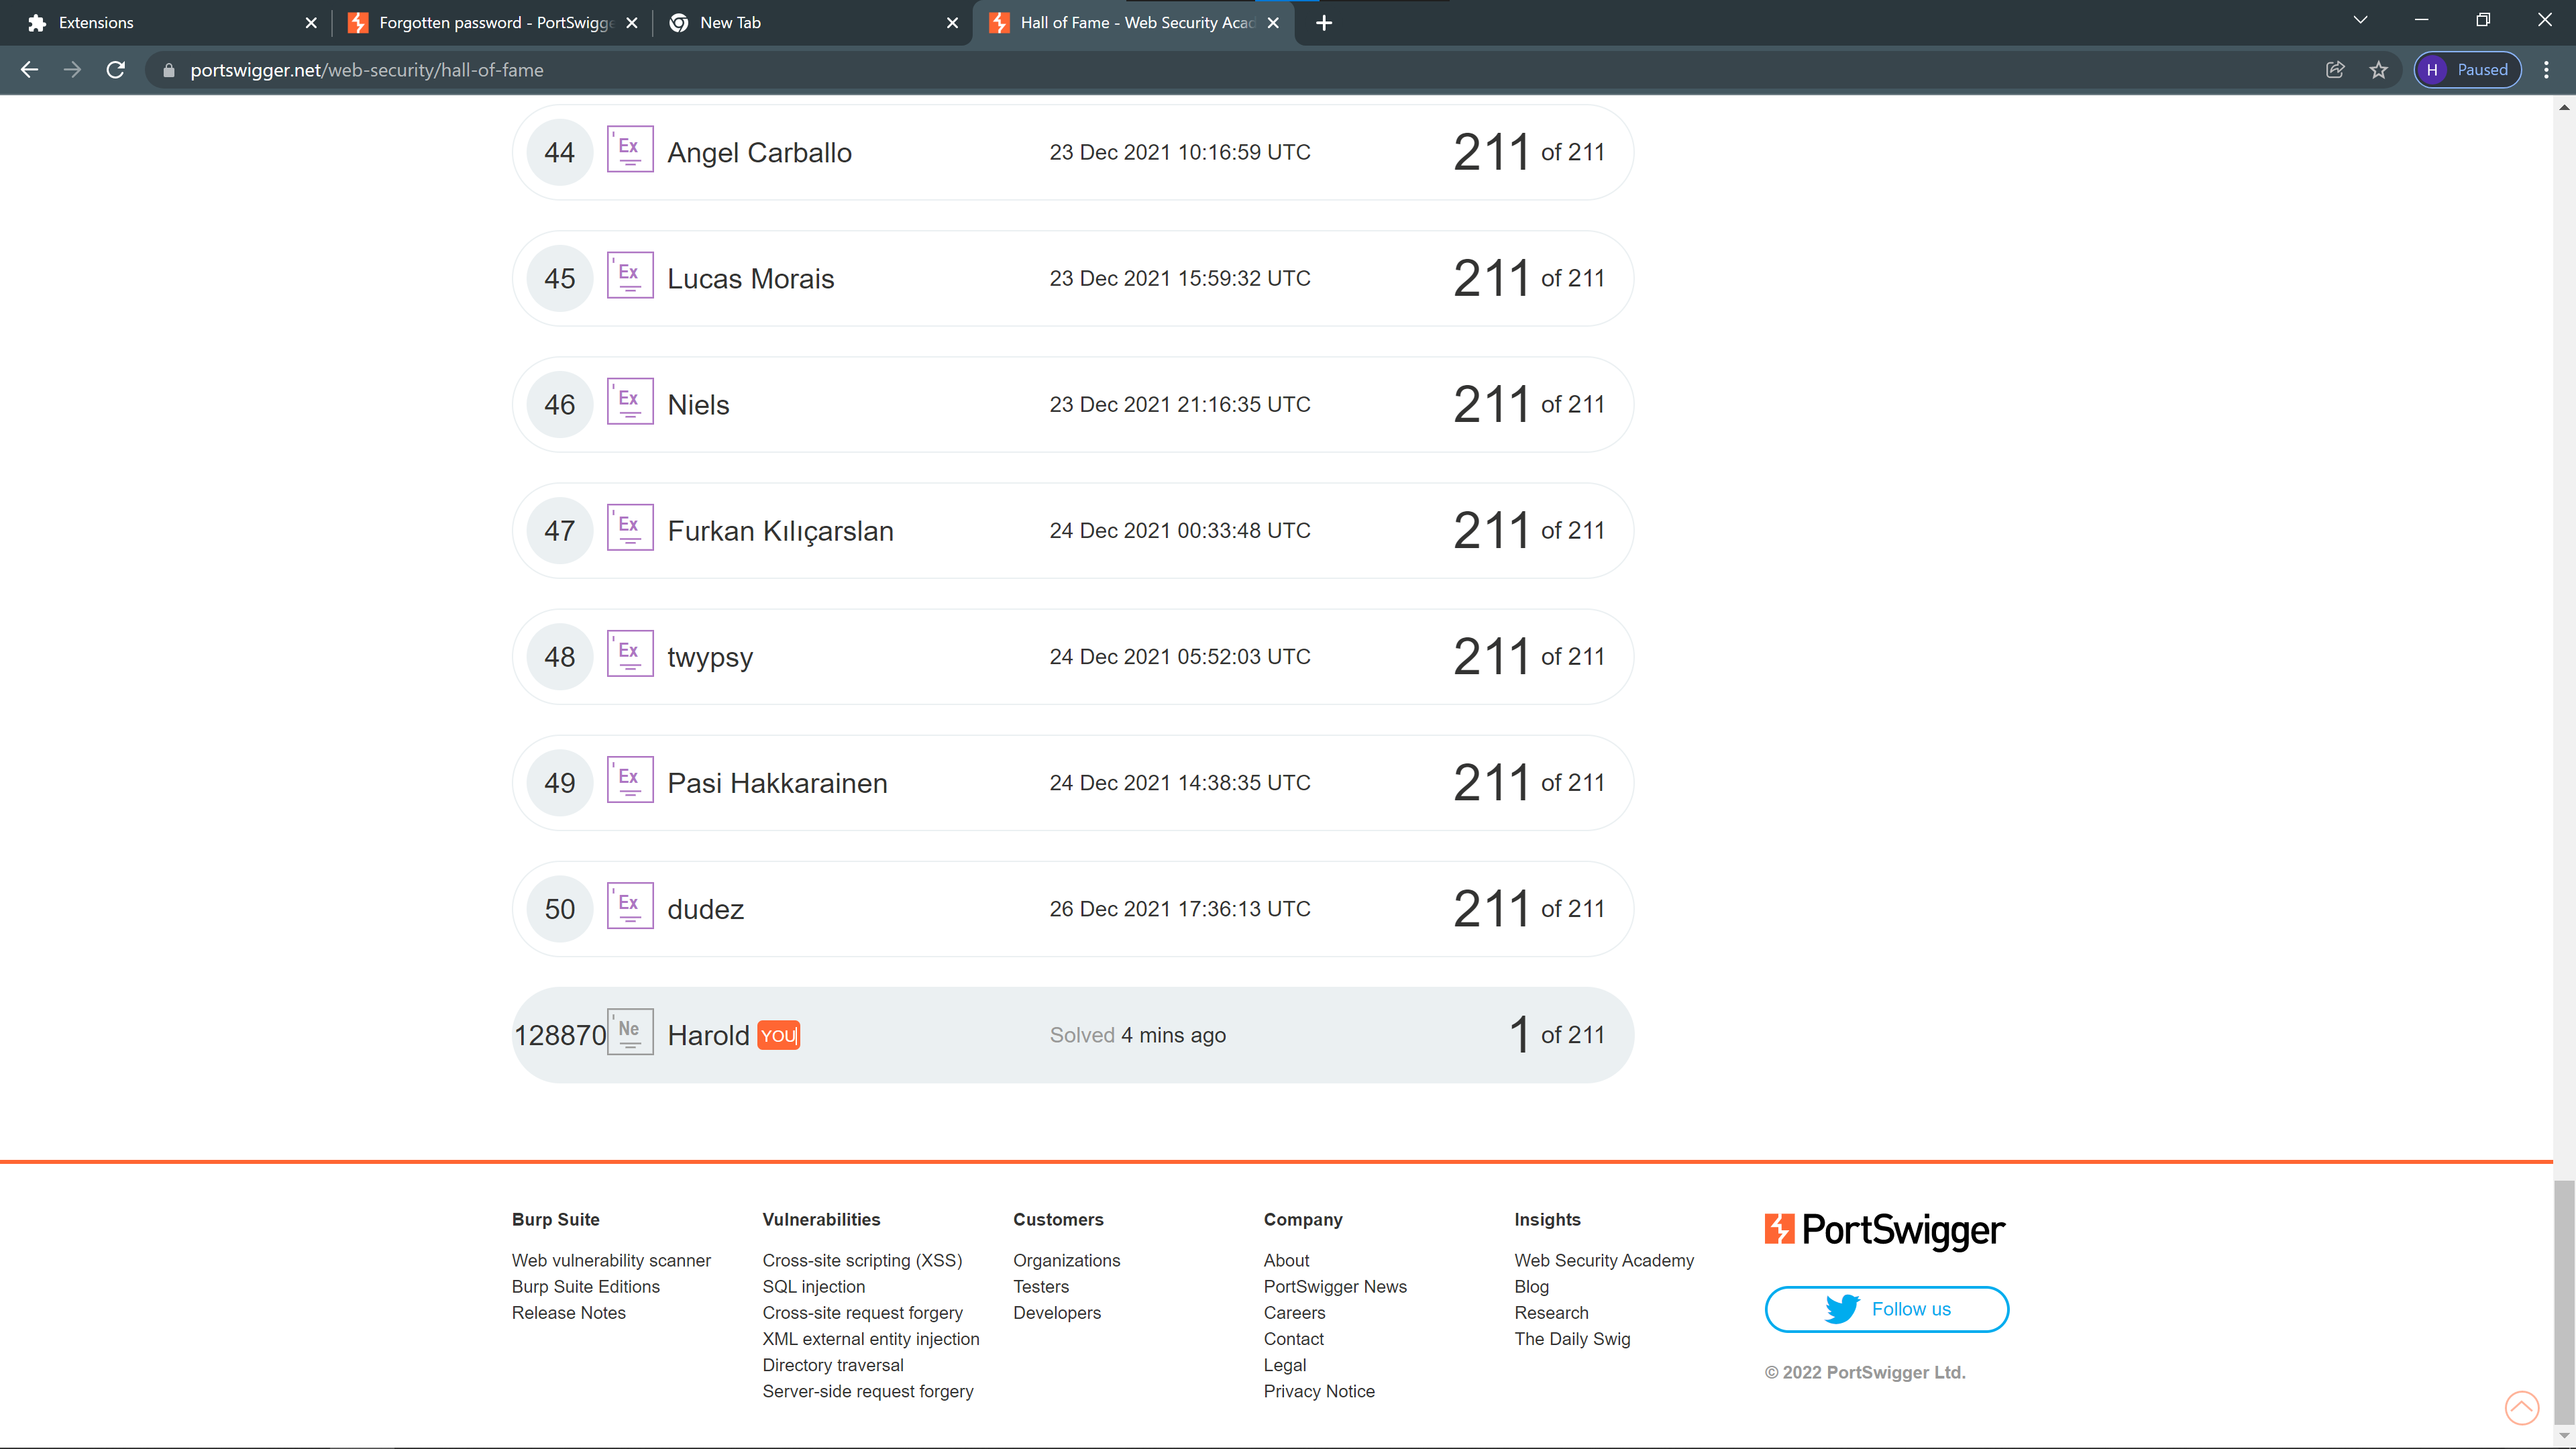 Extensions
Forgotten password - PortSwigge
New Tab
Hall of Fame - Web Security Acad
portswigger.net/web-security/hall-of-fame
H Paused
44 Ex Angel Carballo 23 Dec 2021 10:16:59 UTC 211 of 211
45 Ex Lucas Morais 23 Dec 2021 15:59:32 UTC 211 of 211
46 Ex Niels 23 Dec 2021 21:16:35 UTC 211 of 211
47 Ex Furkan Kılıçarslan 24 Dec 2021 00:33:48 UTC 211 of 211
48 Ex twypsy 24 Dec 2021 05:52:03 UTC 211 of 211
49 Ex Pasi Hakkarainen 24 Dec 2021 14:38:35 UTC 211 of 211
50 Ex dudez 26 Dec 2021 17:36:13 UTC 211 of 211
128870 Ne Harold YOU Solved 4 mins ago 1 of 211
Burp Suite
Web vulnerability scanner
Burp Suite Editions
Release Notes
Vulnerabilities
Cross-site scripting (XSS)
SQL injection
Cross-site request forgery
XML external entity injection
Directory traversal
Server-side request forgery
Customers
Organizations
Testers
Developers
Company
About
PortSwigger News
Careers
Contact
Legal
Privacy Notice
Insights
Web Security Academy
Blog
Research
The Daily Swig
PortSwigger
Follow us
© 2022 PortSwigger Ltd.